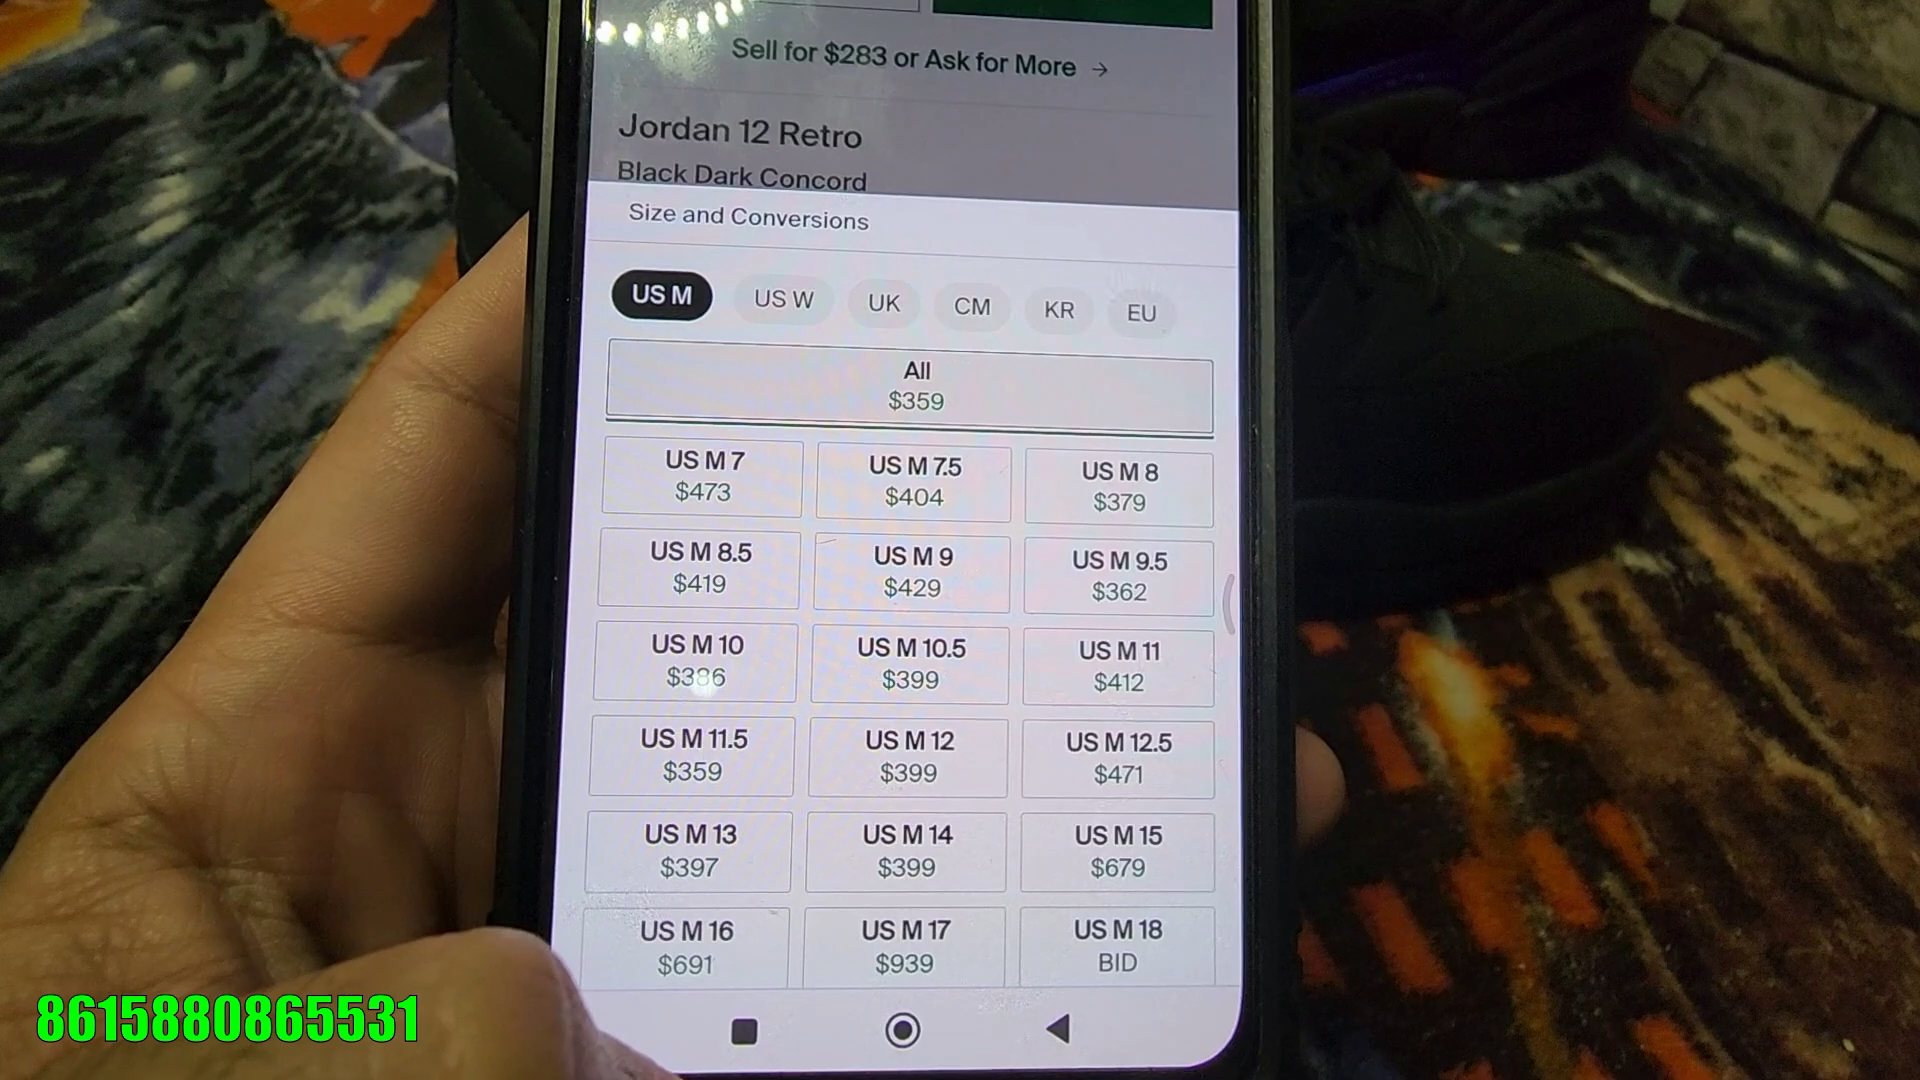 Sell for $283 or Ask for More →
Jordan 12 Retro
Black Dark Concord
Size and Conversions
US M US W UK CM KR EU
All
$359
US M 7 US M 7.5 US M 8
$473 $404 $379
US M 8.5 US M 9 US M 9.5
$419 $429 $362
US M 10 US M 10.5 US M 11
$386 $399 $412
US M 11.5 US M 12 US M 12.5
$359 $399 $471
US M 13 US M 14 US M 15
$397 $399 $679
US M 16 US M 17 US M 18
$691 $939 BID
8615880865531